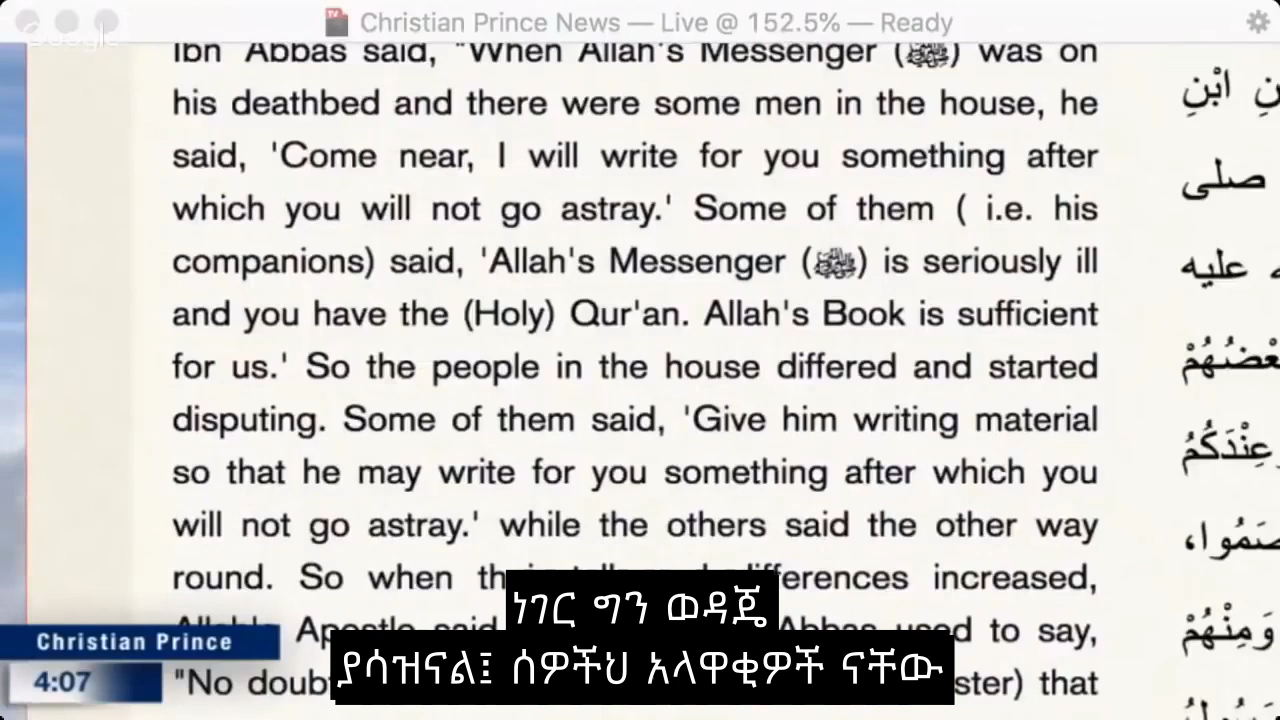 Christian Prince News — Live @ 152.5% — Ready
Google
Ibn 'Abbas said, "When Allah's Messenger (ﷺ) was on
his deathbed and there were some men in the house, he
said, 'Come near, I will write for you something after
which you will not go astray.' Some of them ( i.e. his
companions) said, 'Allah's Messenger (ﷺ) is seriously ill
and you have the (Holy) Qur'an. Allah's Book is sufficient
for us.' So the people in the house differed and started
disputing. Some of them said, 'Give him writing material
so that he may write for you something after which you
will not go astray.' while the others said the other way
round. So when differences increased,
Allah's Apostle said Abbas used to say,
"No doubt ster) that
ابْنِ
صلى
عليه
عِنْدَكُمُ
وَمِنْهُمْ
ነገር ግን ወዳጄ
ያሳዝናል፤ ሰዎችህ አላዋቂዎች ናቸው
Christian Prince
4:07